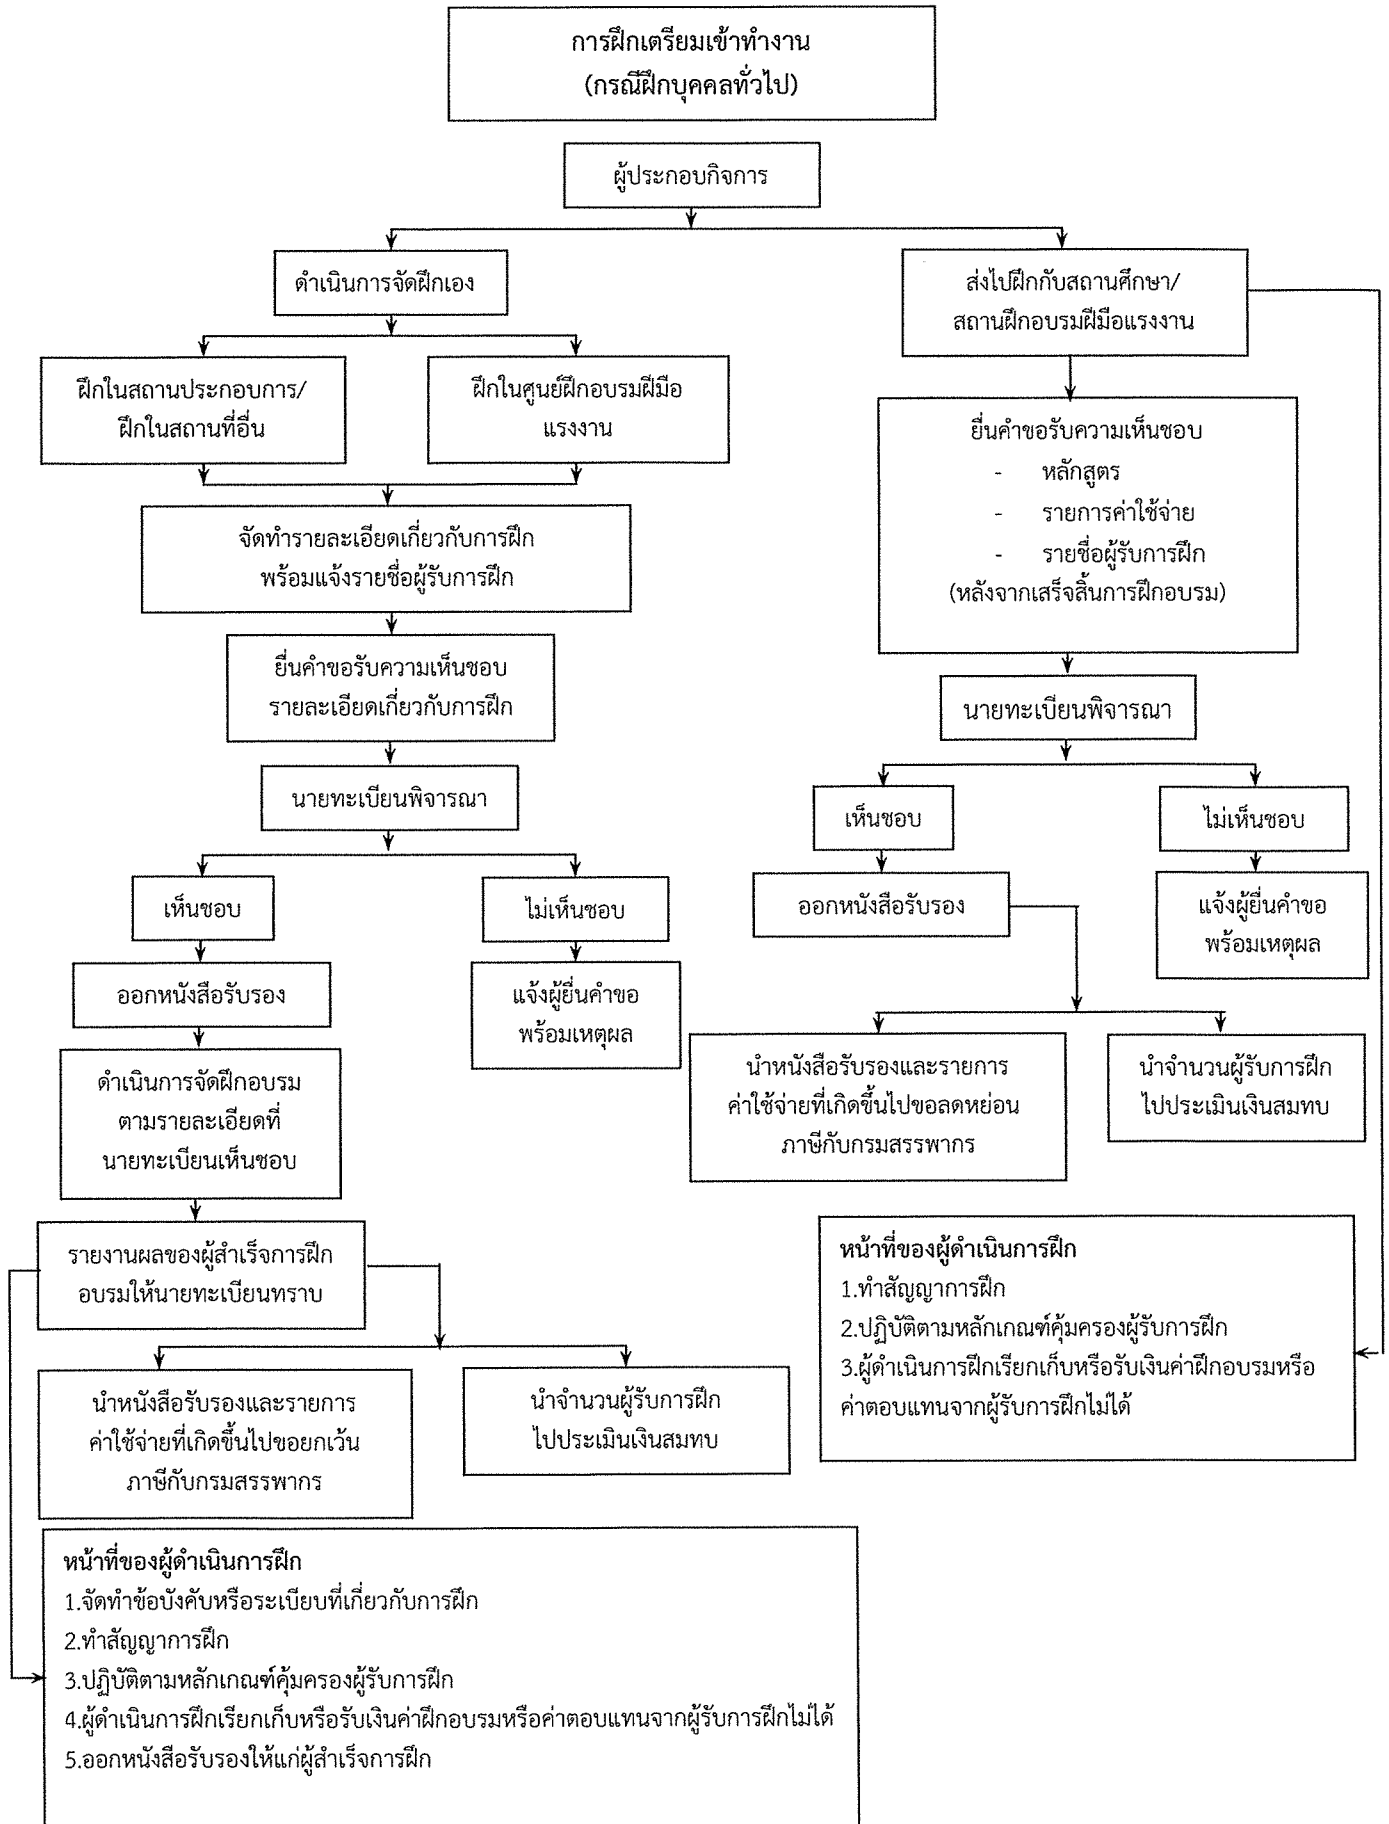 การฝึกเตรียมเข้าทำงาน
(กรณีฝึกบุคคลทั่วไป)
ผู้ประกอบกิจการ
ดำเนินการจัดฝึกเอง
ฝึกในสถานประกอบการ/
ฝึกในสถานที่อื่น
ฝึกในศูนย์ฝึกอบรมฝีมือ
แรงงาน
จัดทำรายละเอียดเกี่ยวกับการฝึก
พร้อมแจ้งรายชื่อผู้รับการฝึก
ยื่นคำขอรับความเห็นชอบ
รายละเอียดเกี่ยวกับการฝึก
นายทะเบียนพิจารณา
เห็นชอบ
ไม่เห็นชอบ
ออกหนังสือรับรอง
แจ้งผู้ยื่นคำขอ
พร้อมเหตุผล
ดำเนินการจัดฝึกอบรม
ตามรายละเอียดที่
นายทะเบียนเห็นชอบ
รายงานผลของผู้สำเร็จการฝึก
อบรมให้นายทะเบียนทราบ
นำหนังสือรับรองและรายการ
ค่าใช้จ่ายที่เกิดขึ้นไปขอยกเว้น
ภาษีกับกรมสรรพากร
นำจำนวนผู้รับการฝึก
ไปประเมินเงินสมทบ
หน้าที่ของผู้ดำเนินการฝึก
1.จัดทำข้อบังคับหรือระเบียบที่เกี่ยวกับการฝึก
2.ทำสัญญาการฝึก
3.ปฏิบัติตามหลักเกณฑ์คุ้มครองผู้รับการฝึก
4.ผู้ดำเนินการฝึกเรียกเก็บหรือรับเงินค่าฝึกอบรมหรือค่าตอบแทนจากผู้รับการฝึกไม่ได้
5.ออกหนังสือรับรองให้แก่ผู้สำเร็จการฝึก
ส่งไปฝึกกับสถานศึกษา/
สถานฝึกอบรมฝีมือแรงงาน
ยื่นคำขอรับความเห็นชอบ
- หลักสูตร
- รายการค่าใช้จ่าย
- รายชื่อผู้รับการฝึก
(หลังจากเสร็จสิ้นการฝึกอบรม)
นายทะเบียนพิจารณา
เห็นชอบ
ไม่เห็นชอบ
ออกหนังสือรับรอง
แจ้งผู้ยื่นคำขอ
พร้อมเหตุผล
นำหนังสือรับรองและรายการ
ค่าใช้จ่ายที่เกิดขึ้นไปขอลดหย่อน
ภาษีกับกรมสรรพากร
นำจำนวนผู้รับการฝึก
ไปประเมินเงินสมทบ
หน้าที่ของผู้ดำเนินการฝึก
1.ทำสัญญาการฝึก
2.ปฏิบัติตามหลักเกณฑ์คุ้มครองผู้รับการฝึก
3.ผู้ดำเนินการฝึกเรียกเก็บหรือรับเงินค่าฝึกอบรมหรือ
ค่าตอบแทนจากผู้รับการฝึกไม่ได้